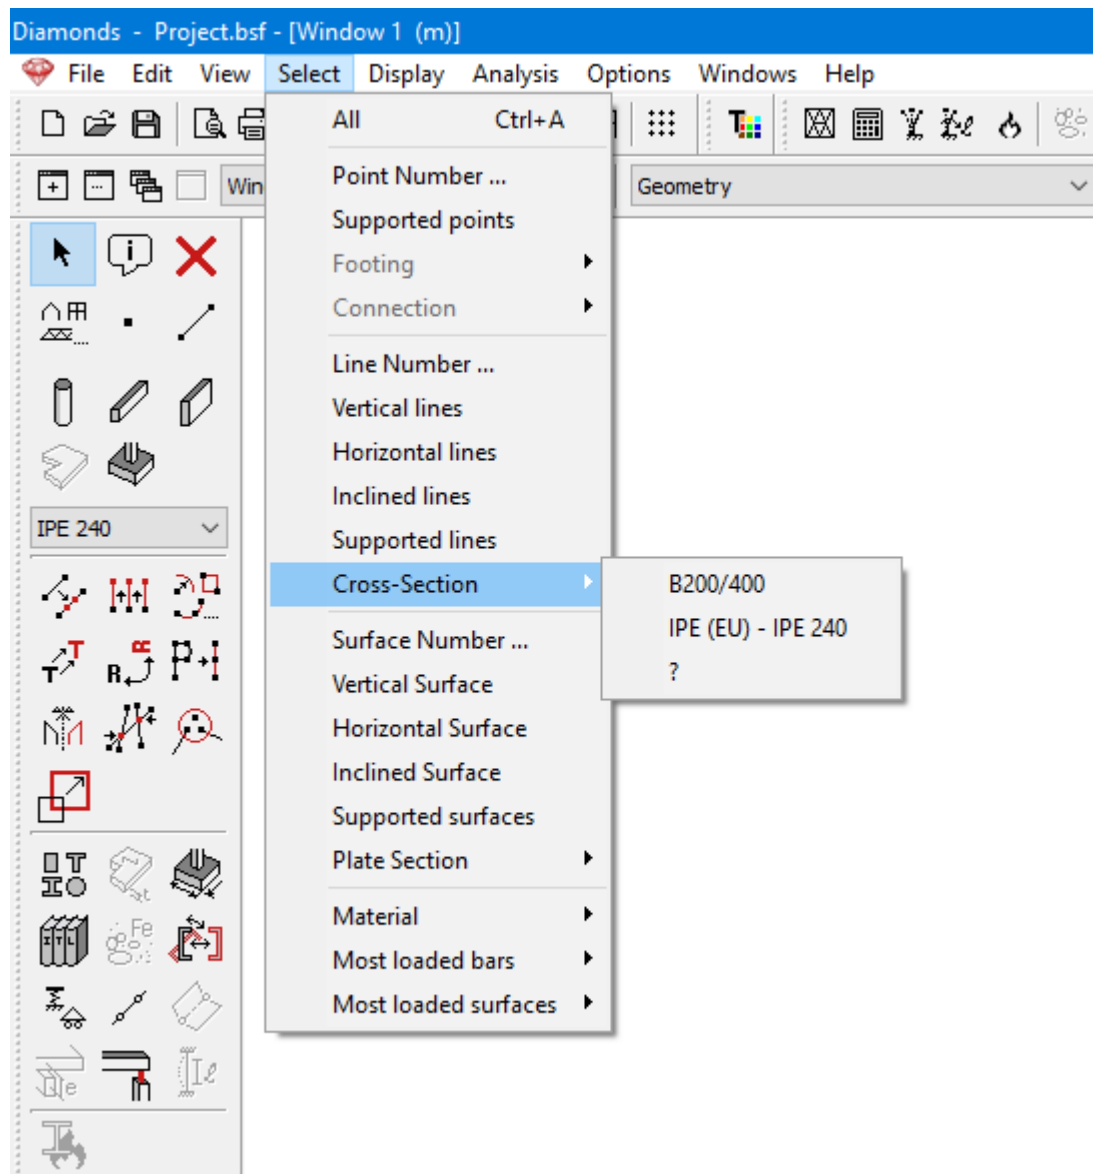 Diamonds - Project.bsf - [Window 1 (m)]
File Edit View Select Display Analysis Options Windows Help
All Ctrl+A
Win
Geometry
Point Number ...
Supported points
Footing
Connection
Line Number ...
Vertical lines
Horizontal lines
Inclined lines
Supported lines
Cross-Section
Surface Number ...
Vertical Surface
Horizontal Surface
Inclined Surface
Supported surfaces
Plate Section
Material
Most loaded bars
Most loaded surfaces
B200/400
IPE (EU) - IPE 240
?
IPE 240